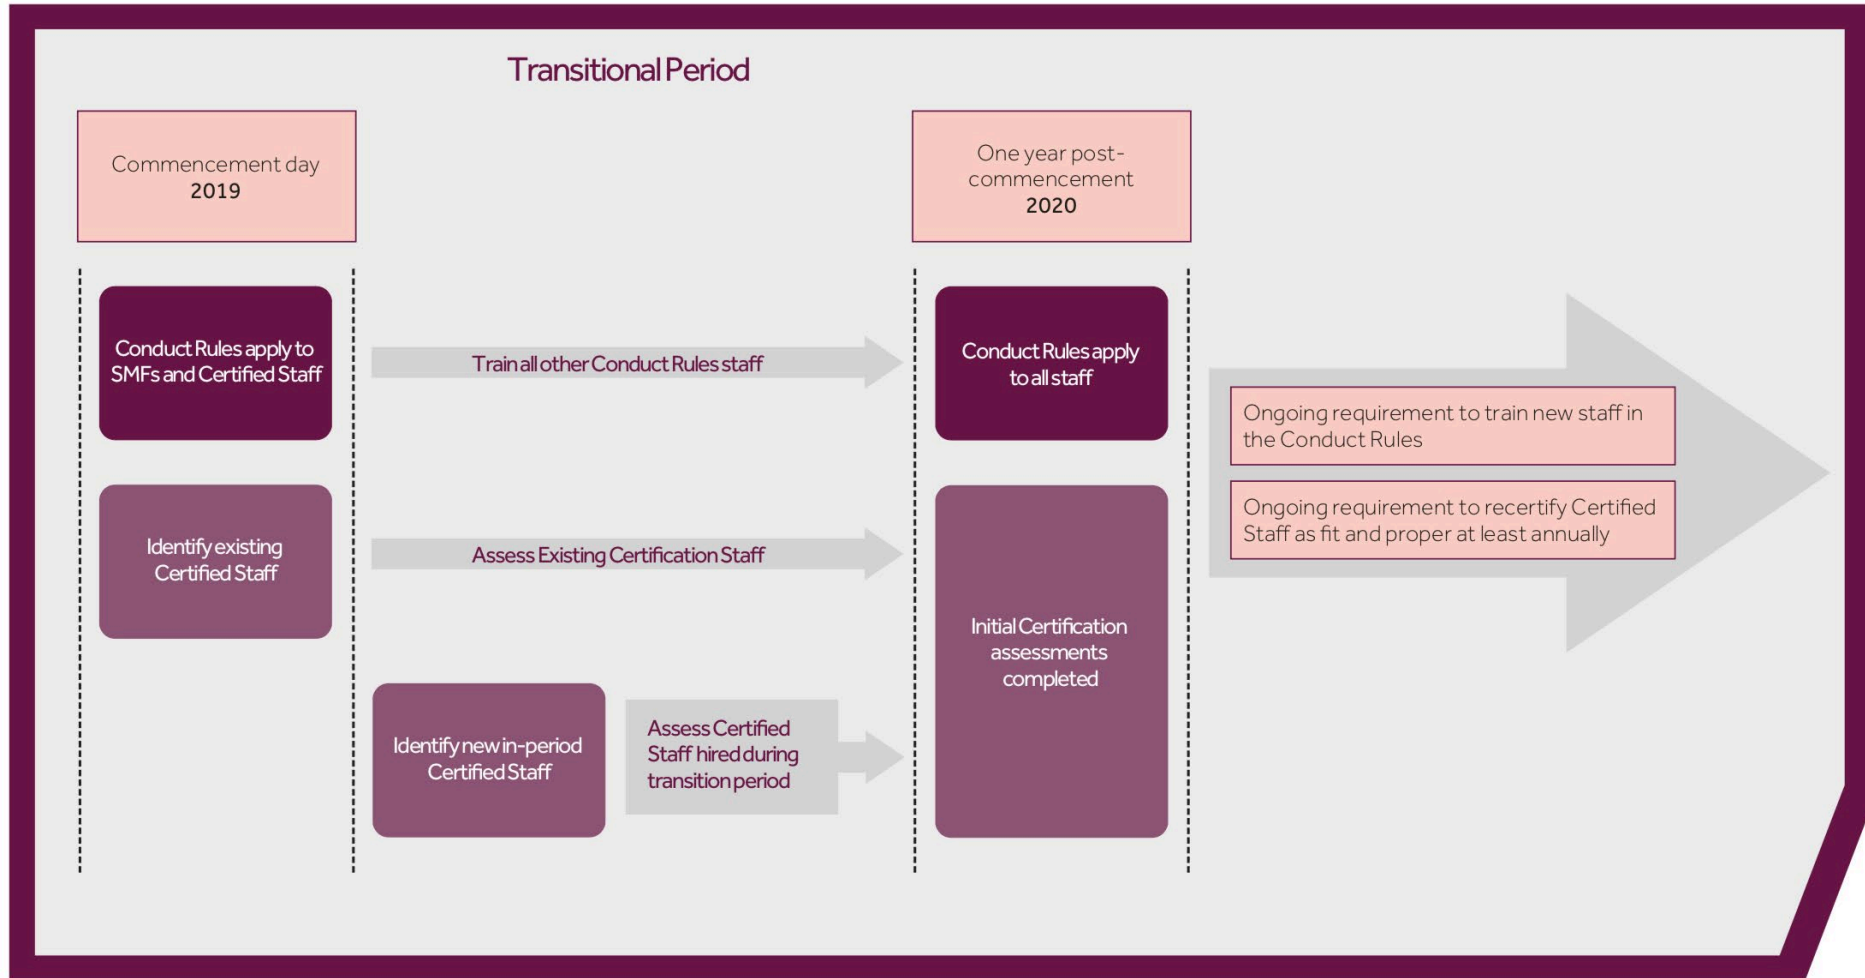 Transitional Period
Commencement day
2019
One year post-
commencement
2020
Conduct Rules apply to
SMFs and Certified Staff
Train all other Conduct Rules staff
Conduct Rules apply
to all staff
Ongoing requirement to train new staff in
the Conduct Rules
Ongoing requirement to recertify Certified
Staff as fit and proper at least annually
Identify existing
Certified Staff
Assess Existing Certification Staff
Initial Certification
assessments
completed
Identify new in-period
Certified Staff
Assess Certified
Staff hired during
transition period